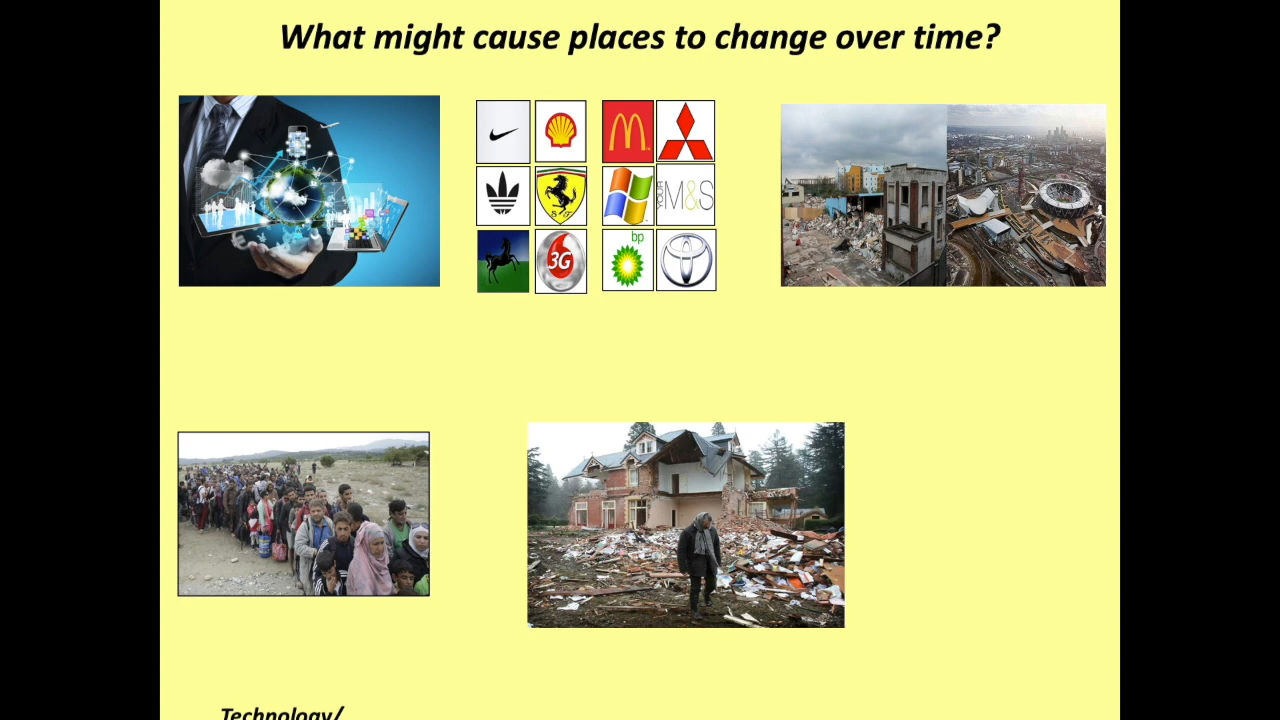 What might cause places to change over time?
M&S
3G
bp
S F
Technology/